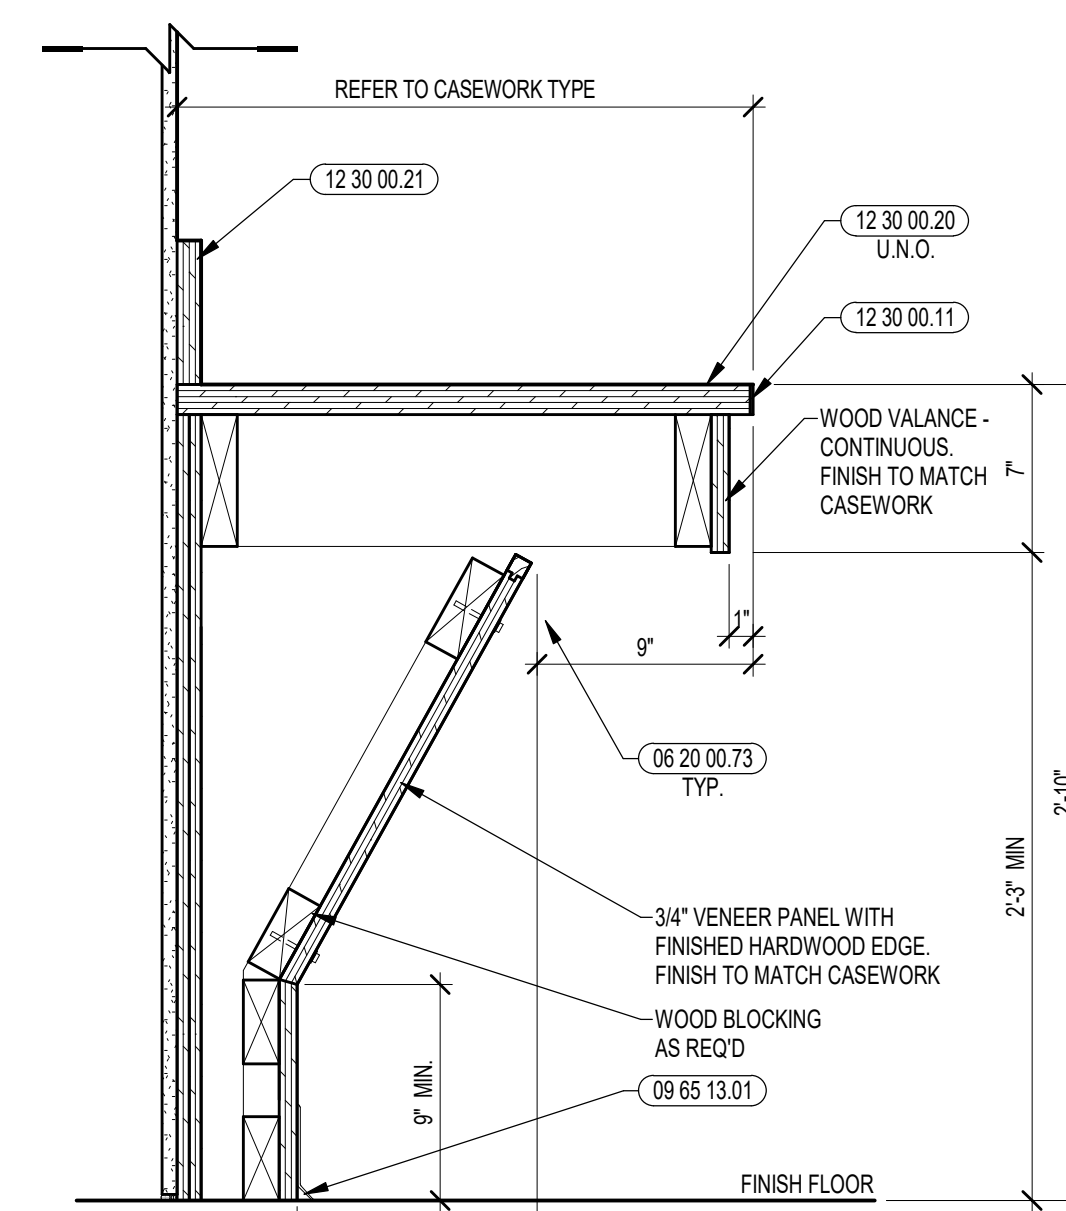 REFER TO CASEWORK TYPE
12 30 00.21
12 30 00.20
U.N.O.
12 30 00.11
WOOD VALANCE -
CONTINUOUS.
FINISH TO MATCH
CASEWORK
7"
1"
9"
06 20 00.73
TYP.
2'-10"
2'-3" MIN
3/4" VENEER PANEL WITH
FINISHED HARDWOOD EDGE.
FINISH TO MATCH CASEWORK
WOOD BLOCKING
AS REQ'D
9" MIN.
09 65 13.01
FINISH FLOOR